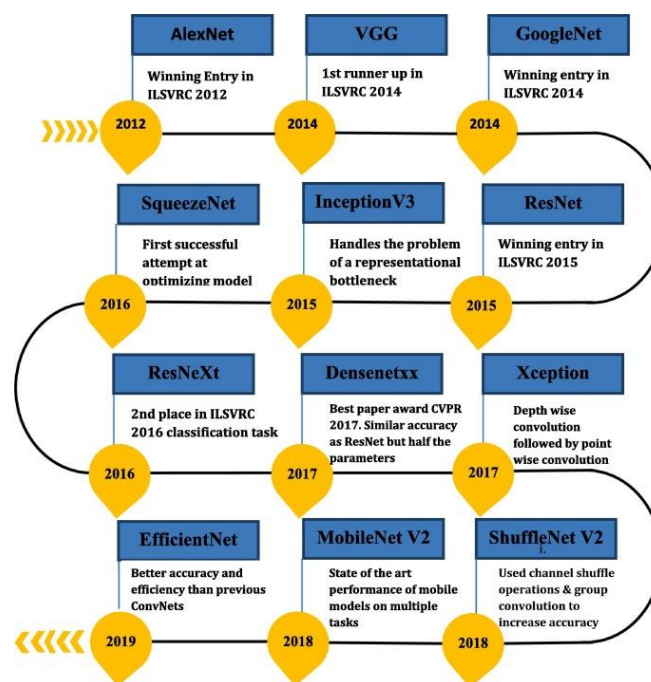 AlexNet
Winning Entry in
ILSVRC 2012
2012
VGG
1st runner up in
ILSVRC 2014
2014
GoogleNet
Winning entry in
ILSVRC 2014
2014
SqueezeNet
First successful
attempt at
optimizing model
2016
InceptionV3
Handles the problem
of a representational
bottleneck
2015
ResNet
Winning entry in
ILSVRC 2015
2015
ResNeXt
2nd place in ILSVRC
2016 classification task
2016
Densenetxx
Best paper award CVPR
2017. Similar accuracy
as ResNet but half the
parameters
2017
Xception
Depth wise
convolution
followed by point
wise convolution
2017
EfficientNet
Better accuracy and
efficiency than previous
ConvNets
2019
MobileNet V2
State of the art
performance of mobile
models on multiple
tasks
2018
ShuffleNet V2
i.
Used channel shuffle
operations & group
convolution to
increase accuracy
2018